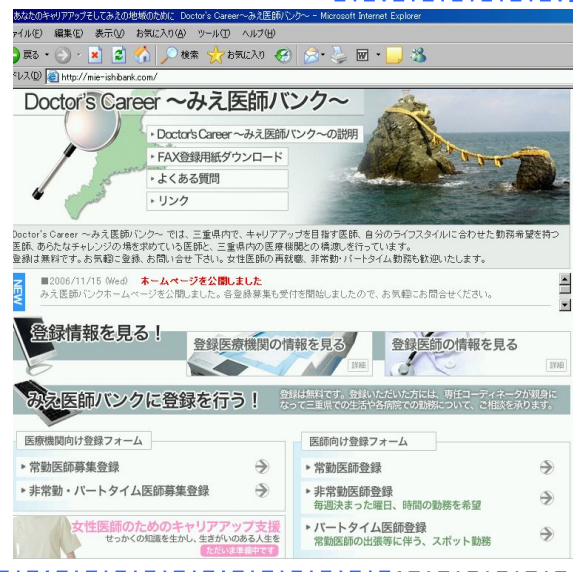 あなたのキャリアアップそしてみえの地域のために Doctor's Career～みえ医師バンク～ - Microsoft Internet Explorer
ァイル(F) 編集(E) 表示(V) お気に入り(A) ツール(T) ヘルプ(H)
戻る 検索 お気に入り
ドレス(D) http://mie-ishibank.com/
Doctor's Career ～みえ医師バンク～
Doctor's Career ～みえ医師バンク～の説明
FAX登録用紙ダウンロード
よくある質問
リンク
Doctor's Career ～みえ医師バンク～ では、三重県内で、キャリアアップを目指す医師、自分のライフスタイルに合わせた勤務希望を持つ
医師、あらたなチャレンジの場を求めている医師と、三重県内の医療機関との橋渡しを行っています。
登録は無料です。お気軽に登録、お問い合せ下さい。女性医師の再就職、非常勤・パートタイム勤務も歓迎いたします。
NEW
■2006/11/15 (Wed) ホームページを公開しました
みえ医師バンクホームページを公開しました。各登録募集も受付を開始しましたので、お気軽にお問合せください。
登録情報を見る！
登録医療機関の情報を見る
詳細
登録医師の情報を見る
詳細
みえ医師バンクに登録を行う！
登録は無料です。登録いただいた方には、専任コーディネータが親身に
なって三重県での生活や各病院での勤務について、ご相談を承ります。
医療機関向け登録フォーム
常勤医師募集登録
非常勤・パートタイム医師募集登録
女性医師のためのキャリアアップ支援
せっかくの知識を生かし、生きがいのある人生を
ただいま準備中です
医師向け登録フォーム
常勤医師登録
非常勤医師登録
毎週決まった曜日、時間の勤務を希望
パートタイム医師登録
常勤医師の出張等に伴う、スポット勤務